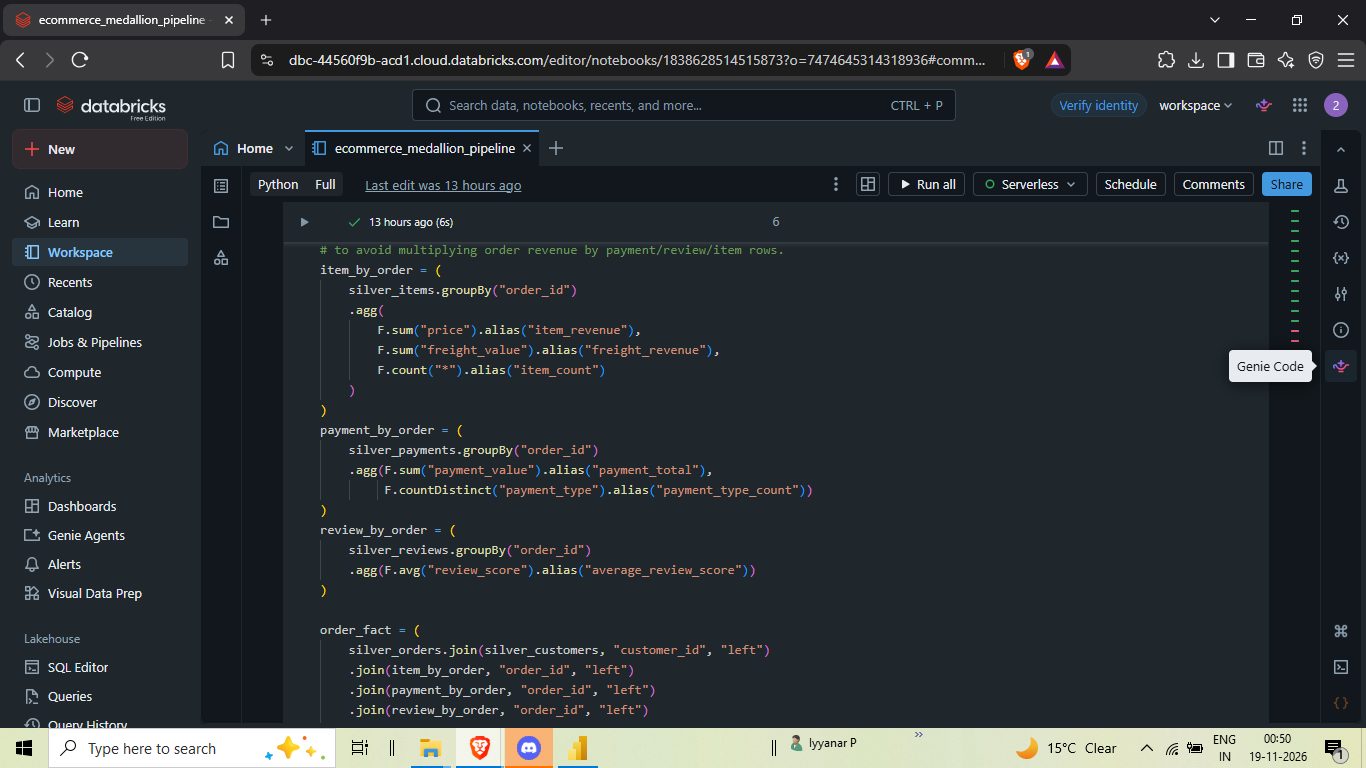 ecommerce_medallion_pipeline
dbc-44560f9b-acd1.cloud.databricks.com/editor/notebooks/1838628514515873?o=7474645314318936#comm...
1
databricks
Free Edition
Search data, notebooks, recents, and more...
CTRL + P
Verify identity
workspace
2
New
Home
Learn
Workspace
Recents
Catalog
Jobs & Pipelines
Compute
Discover
Marketplace
Analytics
Dashboards
Genie Agents
Alerts
Visual Data Prep
Lakehouse
SQL Editor
Queries
Query History
Home
ecommerce_medallion_pipeline
Python
Full
Last edit was 13 hours ago
Run all
Serverless
Schedule
Comments
Share
13 hours ago (6s)
6
# to avoid multiplying order revenue by payment/review/item rows.
item_by_order = (
silver_items.groupBy("order_id")
.agg(
F.sum("price").alias("item_revenue"),
F.sum("freight_value").alias("freight_revenue"),
F.count("*").alias("item_count")
)
)
payment_by_order = (
silver_payments.groupBy("order_id")
.agg(F.sum("payment_value").alias("payment_total"),
F.countDistinct("payment_type").alias("payment_type_count"))
)
review_by_order = (
silver_reviews.groupBy("order_id")
.agg(F.avg("review_score").alias("average_review_score"))
)
order_fact = (
silver_orders.join(silver_customers, "customer_id", "left")
.join(item_by_order, "order_id", "left")
.join(payment_by_order, "order_id", "left")
.join(review_by_order, "order_id", "left")
Genie Code
Type here to search
Iyyanar P
15°C Clear
ENG
IN
00:50
19-11-2026
1